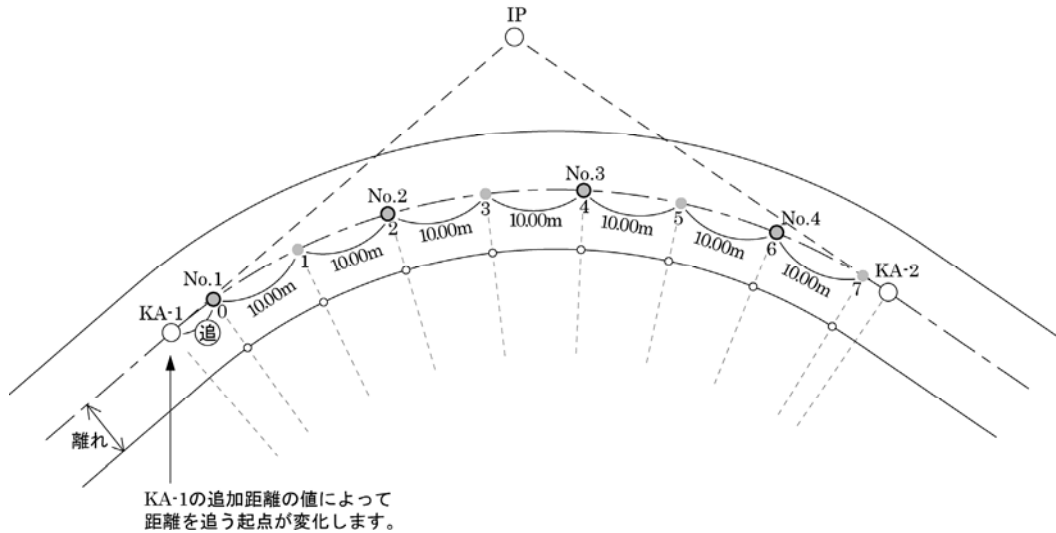 IP
No.3
No.2
4
No.4
3
5
10.00m
10.00m
2
6
10.00m
10.00m
No.1
1
10.00m
10.00m
7
KA-2
KA-1
0
10.00m
追
離れ
KA-1の追加距離の値によって
距離を追う起点が変化します。